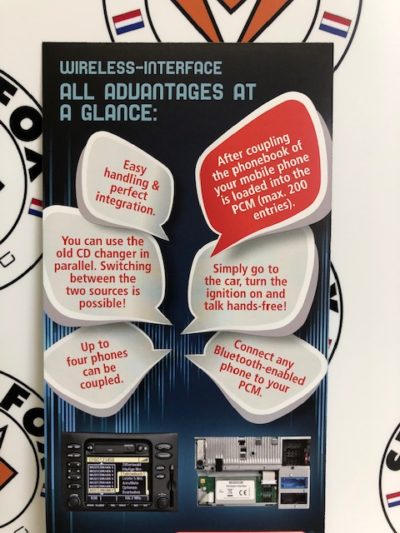 WIRELESS-INTERFACE
ALL ADVANTAGES AT
A GLANCE:
Easy
handling &
perfect
integration.
After coupling
the phonebook of
your mobile phone
is loaded into the
PCM (max. 200
entries).
You can use the
old CD changer in
parallel. Switching
between the
two sources is
possible!
Simply go to
the car, turn the
ignition on and
talk hands-free!
Up to
four phones
can be
coupled.
Connect any
Bluetooth-enabled
phone to your
PCM.